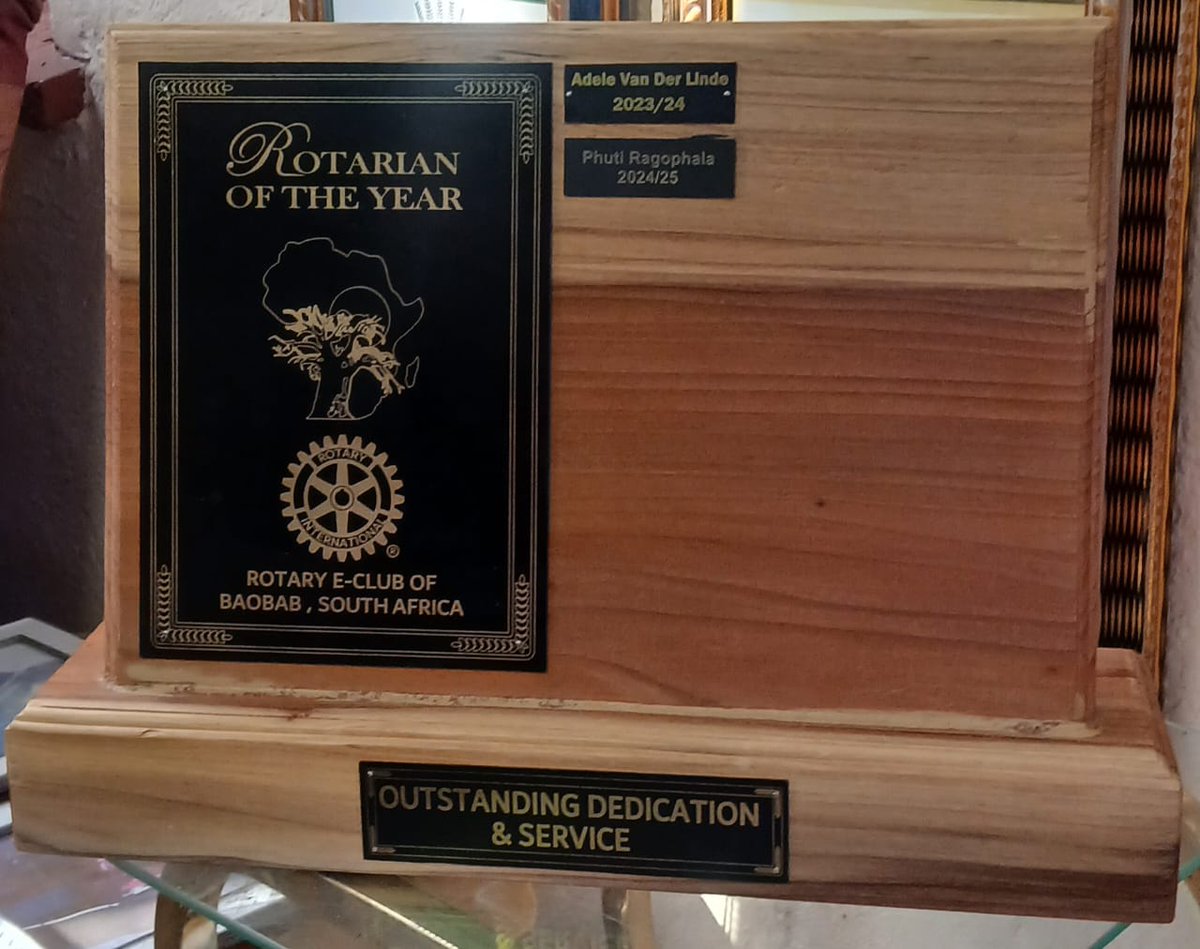 ROTARIAN
OF THE YEAR
ROTARY
INTERNATIONAL
®
ROTARY E-CLUB OF
BAOBAB , SOUTH AFRICA
Adele Van Der Linde
2023/24
Phuti Ragophala
2024/25
OUTSTANDING DEDICATION
& SERVICE